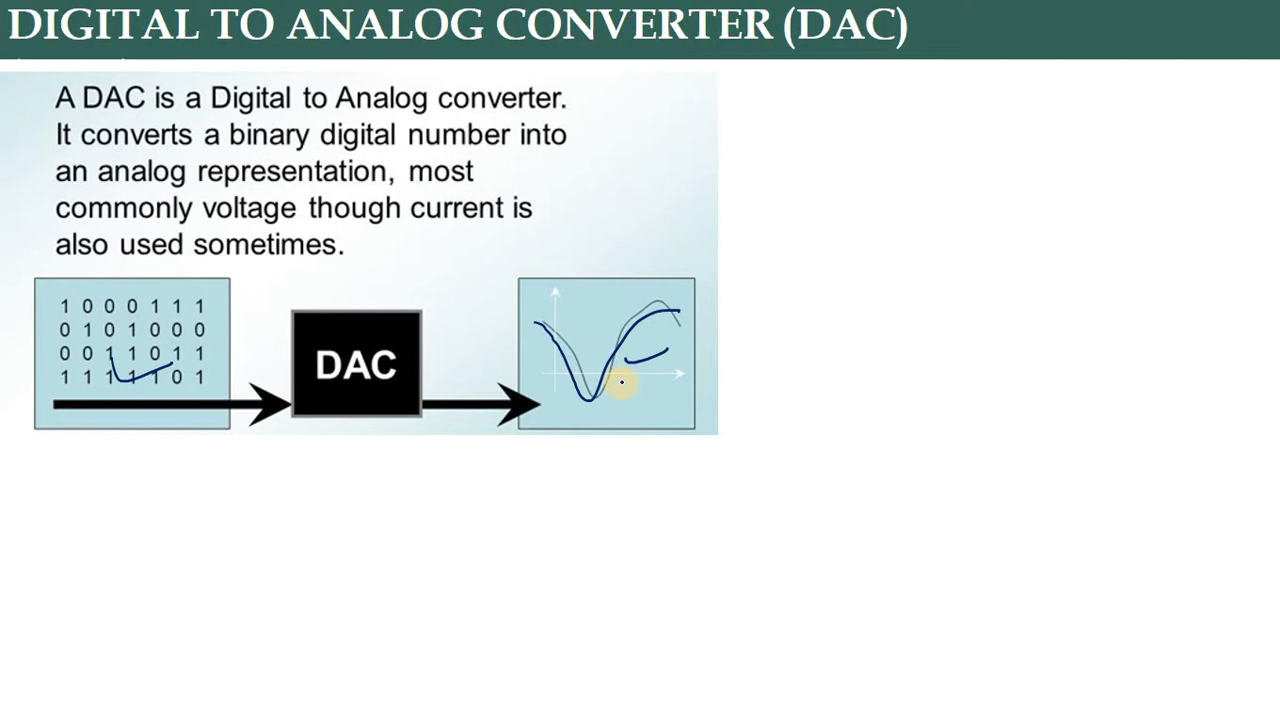 DIGITAL TO ANALOG CONVERTER (DAC)
A DAC is a Digital to Analog converter.
It converts a binary digital number into
an analog representation, most
commonly voltage though current is
also used sometimes.
1 0 0 0 1 1 1
0 1 0 1 0 0 0
0 0 1 1 0 1 1
1 1 1 1 1 0 1
DAC